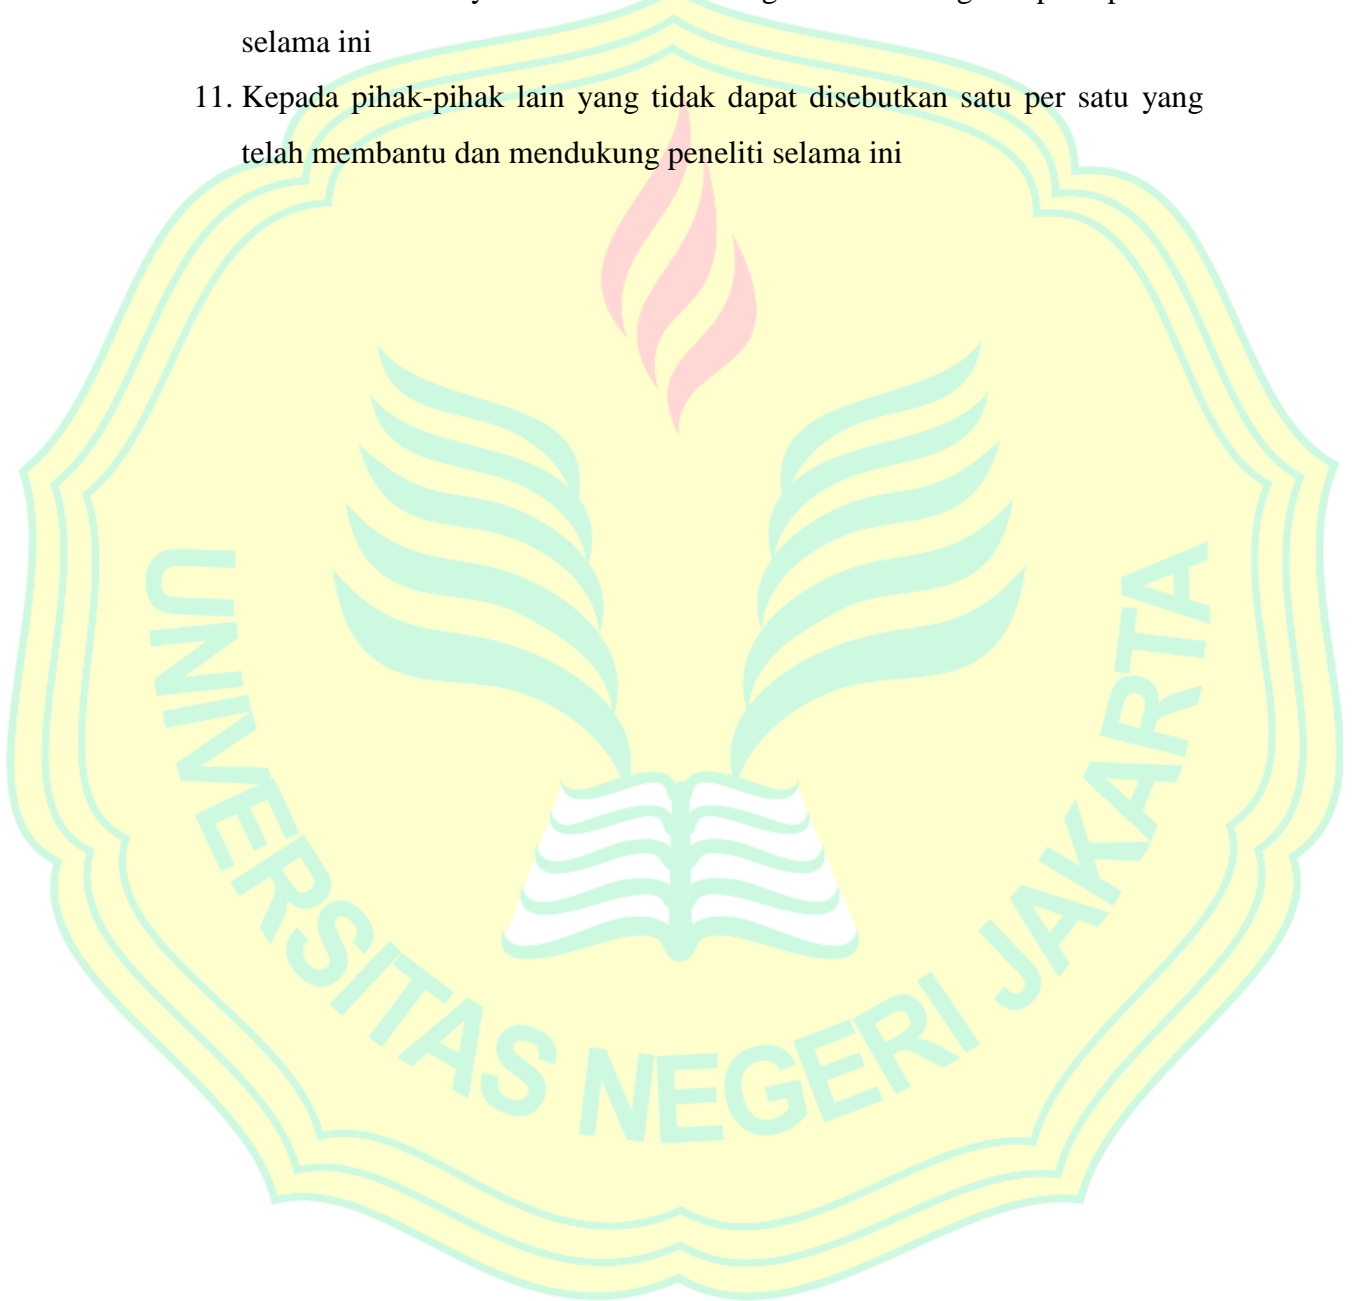 selama ini
11. Kepada pihak-pihak lain yang tidak dapat disebutkan satu per satu yang
telah membantu dan mendukung peneliti selama ini
UNIVERSITAS NEGERI JAKARTA